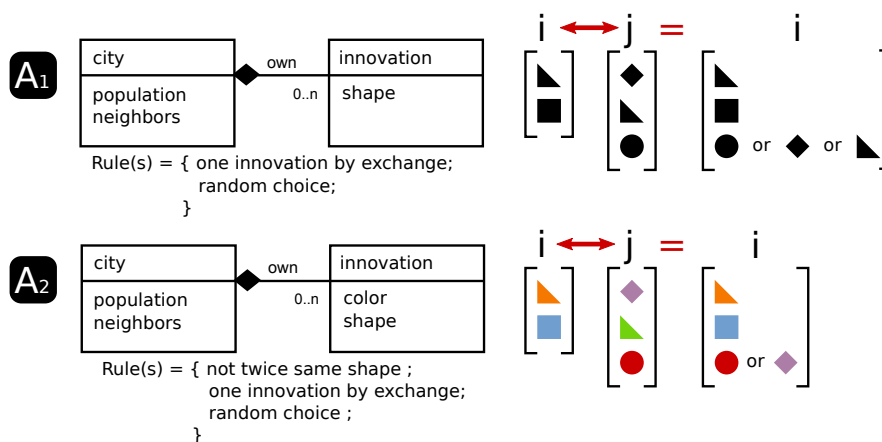 A1
city
population
neighbors
own
0..n
innovation
shape
Rule(s) = { one innovation by exchange;
random choice;
}
i j = i
or or
A2
city
population
neighbors
own
0..n
innovation
color
shape
Rule(s) = { not twice same shape ;
one innovation by exchange;
random choice ;
}
i j = i
or